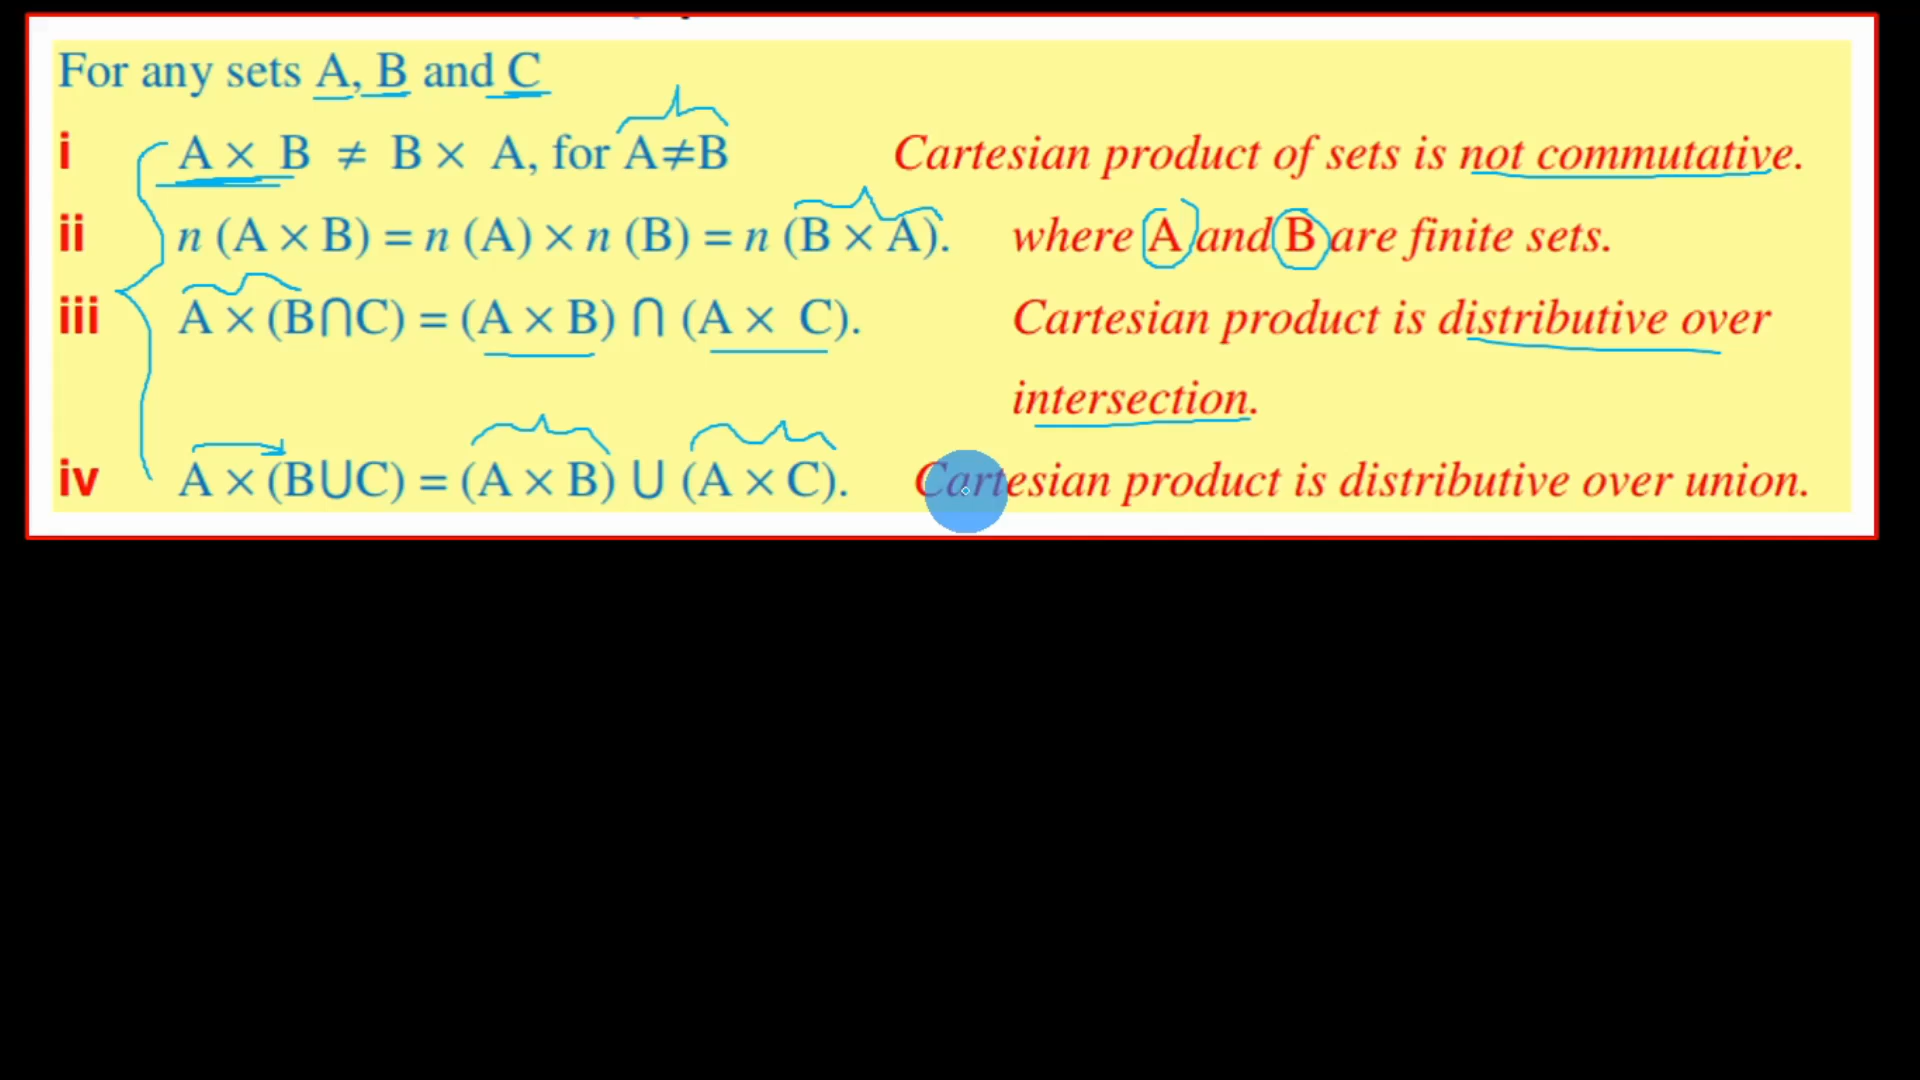 For any sets A, B and C
i A × B ≠ B × A, for A≠B Cartesian product of sets is not commutative.
ii n (A × B) = n (A) × n (B) = n (B × A). where A and B are finite sets.
iii A × (B∩C) = (A × B) ∩ (A × C). Cartesian product is distributive over
intersection.
iv A × (B∪C) = (A × B) ∪ (A × C). Cartesian product is distributive over union.